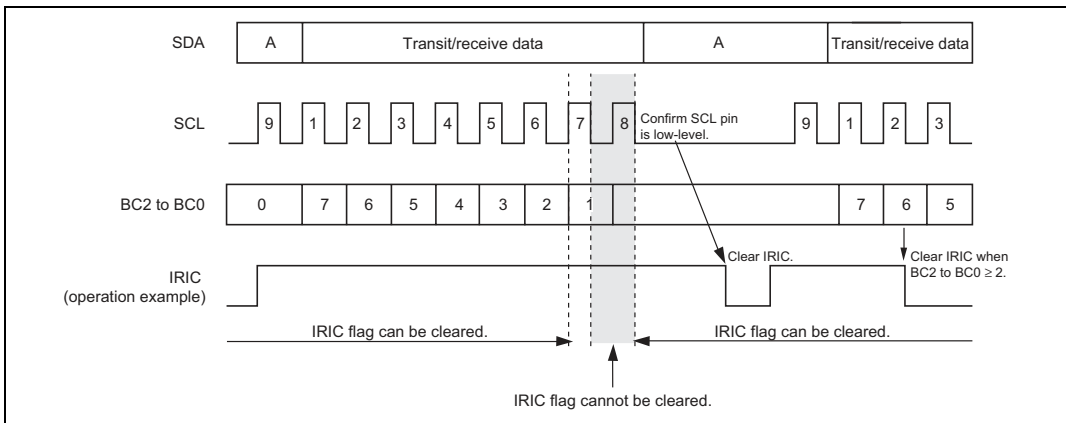 SDA A Transit/receive data A Transit/receive data
SCL 9 1 2 3 4 5 6 7 8 9 1 2 3
Confirm SCL pin
is low-level.
BC2 to BC0 0 7 6 5 4 3 2 1 7 6 5
IRIC
(operation example)
Clear IRIC.
Clear IRIC when
BC2 to BC0 ≥ 2.
IRIC flag can be cleared. IRIC flag can be cleared.
IRIC flag cannot be cleared.